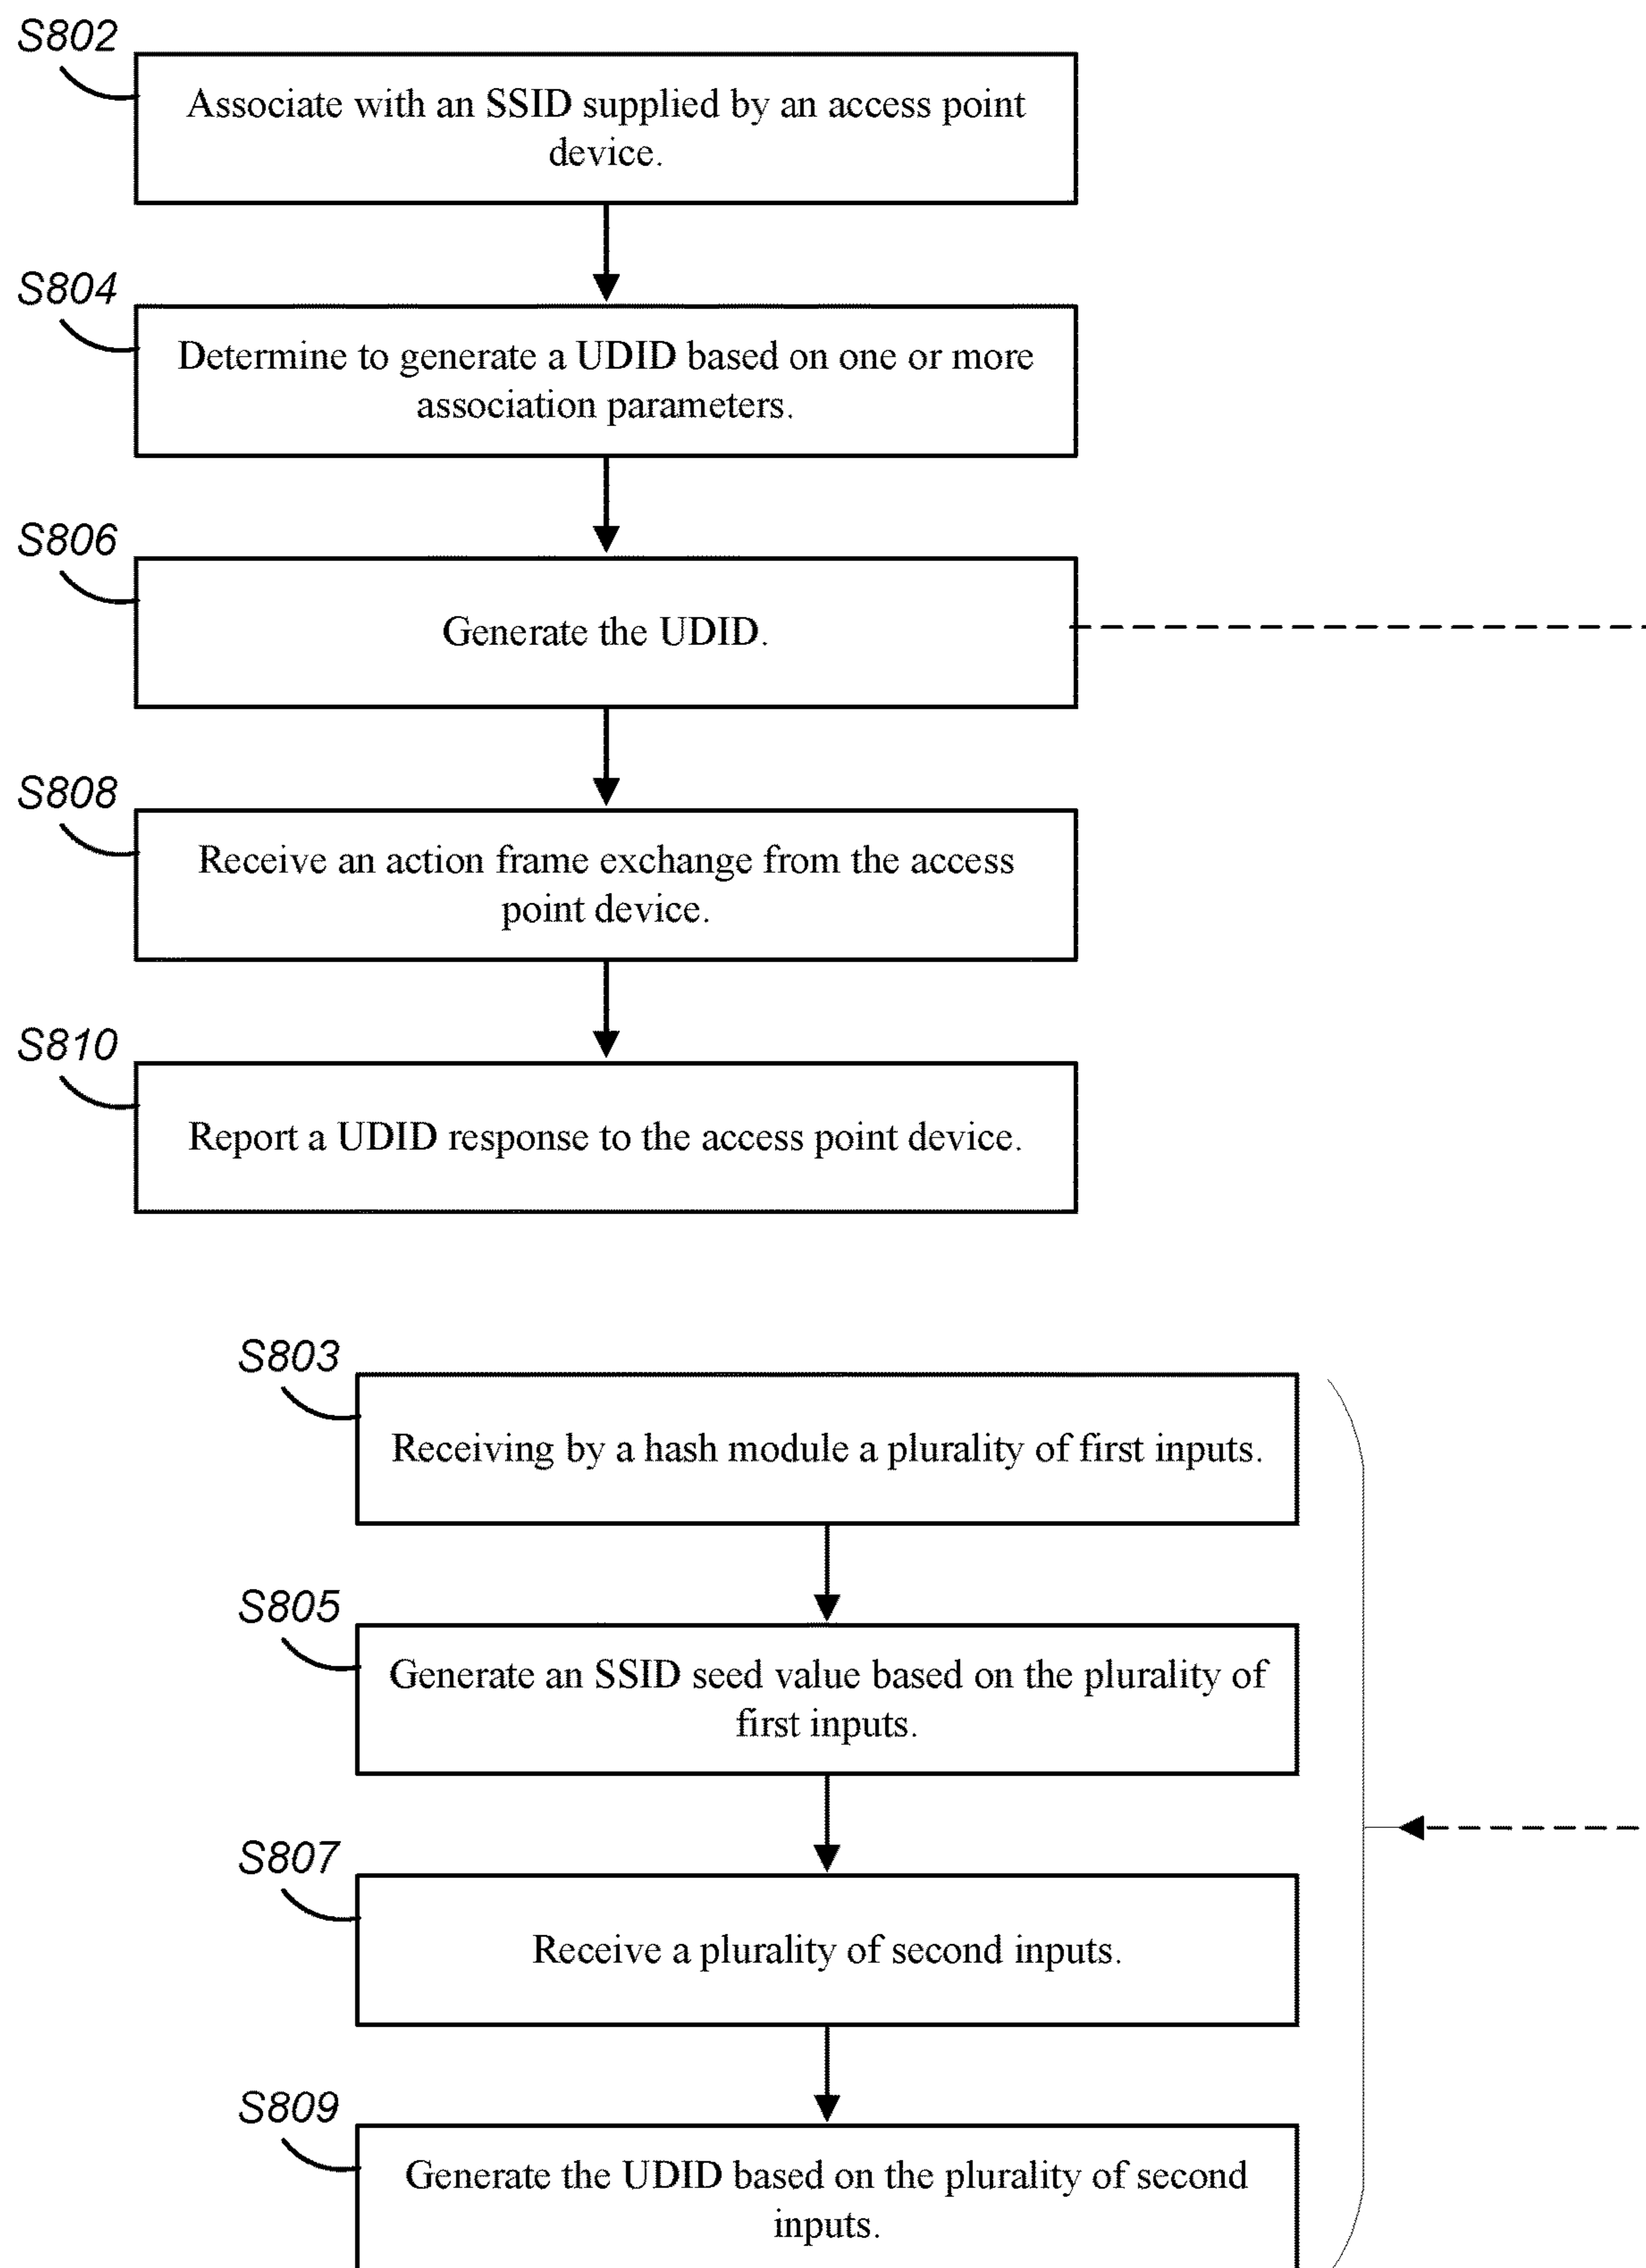 S802
Associate with an SSID supplied by an access point
device.
S804
Determine to generate a UDID based on one or more
association parameters.
S806
Generate the UDID.
S808
Receive an action frame exchange from the access
point device.
S810
Report a UDID response to the access point device.
S803
Receiving by a hash module a plurality of first inputs.
S805
Generate an SSID seed value based on the plurality of
first inputs.
S807
Receive a plurality of second inputs.
S809
Generate the UDID based on the plurality of second
inputs.